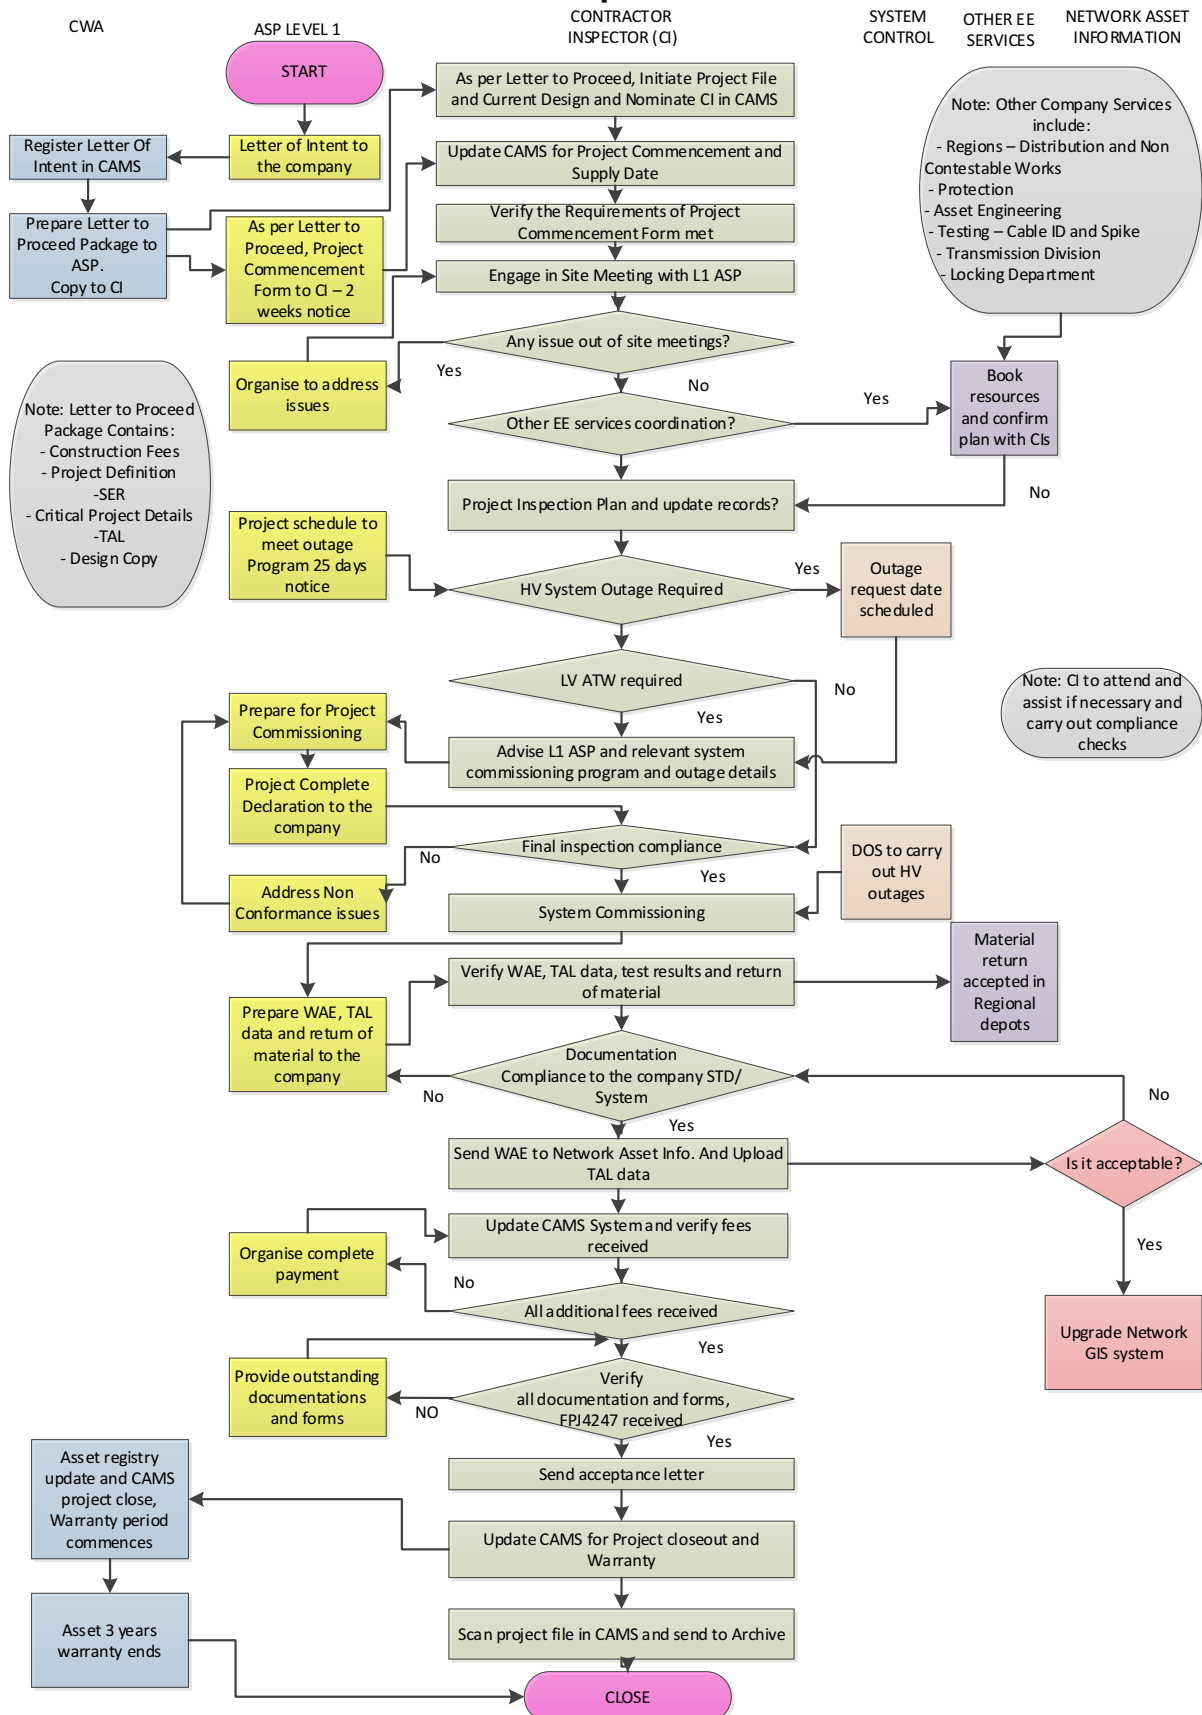 CWA
ASP LEVEL 1
CONTRACTOR
INSPECTOR (CI)
SYSTEM
CONTROL
OTHER EE
SERVICES
NETWORK ASSET
INFORMATION
START
As per Letter to Proceed, Initiate Project File
and Current Design and Nominate CI in CAMS
Note: Other Company Services
include:
- Regions – Distribution and Non
Contestable Works
- Protection
- Asset Engineering
- Testing – Cable ID and Spike
- Transmission Division
- Locking Department
Register Letter Of
Intent in CAMS
Letter of Intent to
the company
Update CAMS for Project Commencement and
Supply Date
Prepare Letter to
Proceed Package to
ASP.
Copy to CI
As per Letter to
Proceed, Project
Commencement
Form to CI – 2
weeks notice
Verify the Requirements of Project
Commencement Form met
Engage in Site Meeting with L1 ASP
Any issue out of site meetings?
Yes
No
Organise to address
issues
Book
resources
and confirm
plan with CIs
Yes
Other EE services coordination?
No
Note: Letter to Proceed
Package Contains:
- Construction Fees
- Project Definition
-SER
- Critical Project Details
-TAL
- Design Copy
Project Inspection Plan and update records?
Project schedule to
meet outage
Program 25 days
notice
HV System Outage Required
Yes
Outage
request date
scheduled
LV ATW required
No
Yes
Note: CI to attend and
assist if necessary and
carry out compliance
checks
Prepare for Project
Commissioning
Advise L1 ASP and relevant system
commissioning program and outage details
Project Complete
Declaration to the
company
Final inspection compliance
No
Yes
DOS to carry
out HV
outages
Address Non
Conformance issues
System Commissioning
Material
return
accepted in
Regional
depots
Verify WAE, TAL data, test results and return
of material
Prepare WAE, TAL
data and return of
material to the
company
Documentation
Compliance to the company STD/
System
No
Yes
No
Send WAE to Network Asset Info. And Upload
TAL data
Is it acceptable?
Yes
Update CAMS System and verify fees
received
Organise complete
payment
No
All additional fees received
Yes
Upgrade Network
GIS system
Provide outstanding
documentations
and forms
NO
Verify
all documentation and forms,
FPJ4247 received
Yes
Asset registry
update and CAMS
project close,
Warranty period
commences
Send acceptance letter
Update CAMS for Project closeout and
Warranty
Asset 3 years
warranty ends
Scan project file in CAMS and send to Archive
CLOSE